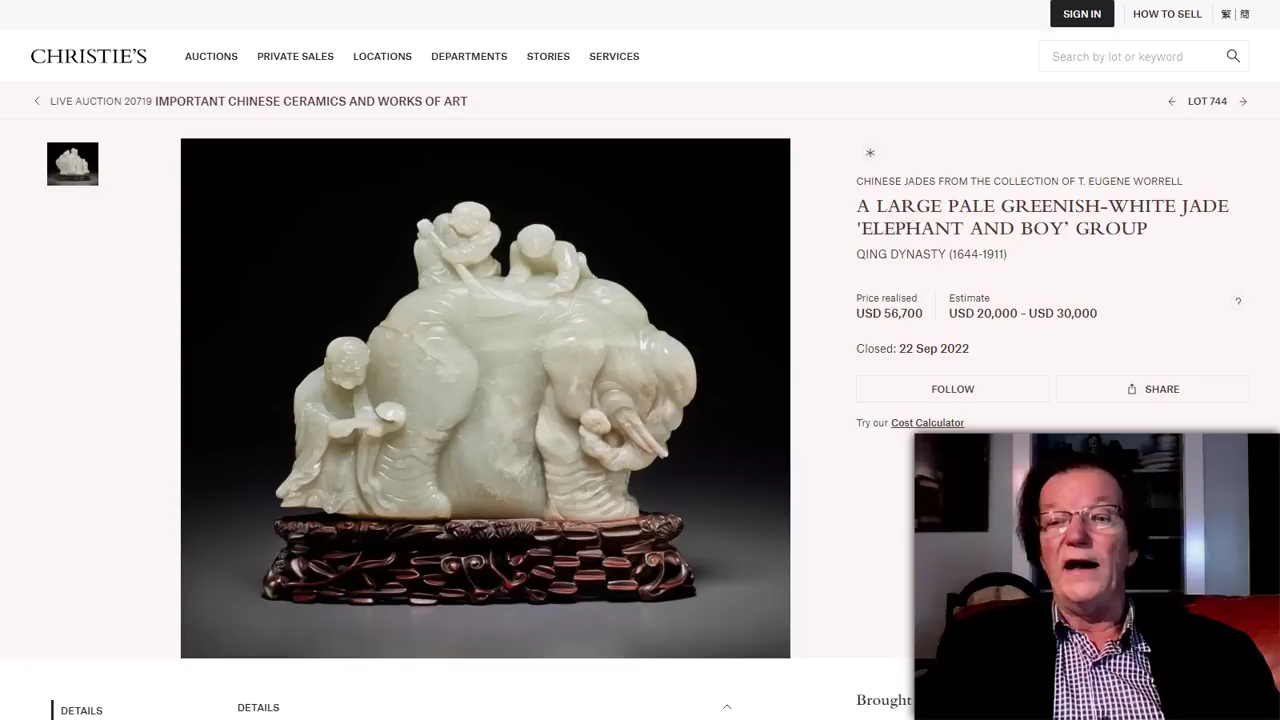 SIGN IN
HOW TO SELL
繁 | 簡
CHRISTIE'S
AUCTIONS
PRIVATE SALES
LOCATIONS
DEPARTMENTS
STORIES
SERVICES
Search by lot or keyword
LIVE AUCTION 20719 IMPORTANT CHINESE CERAMICS AND WORKS OF ART
LOT 744
CHINESE JADES FROM THE COLLECTION OF T. EUGENE WORRELL
A LARGE PALE GREENISH-WHITE JADE
'ELEPHANT AND BOY' GROUP
QING DYNASTY (1644-1911)
Price realised
USD 56,700
Estimate
USD 20,000 – USD 30,000
?
Closed: 22 Sep 2022
FOLLOW
SHARE
Try our Cost Calculator
DETAILS
DETAILS
Brought